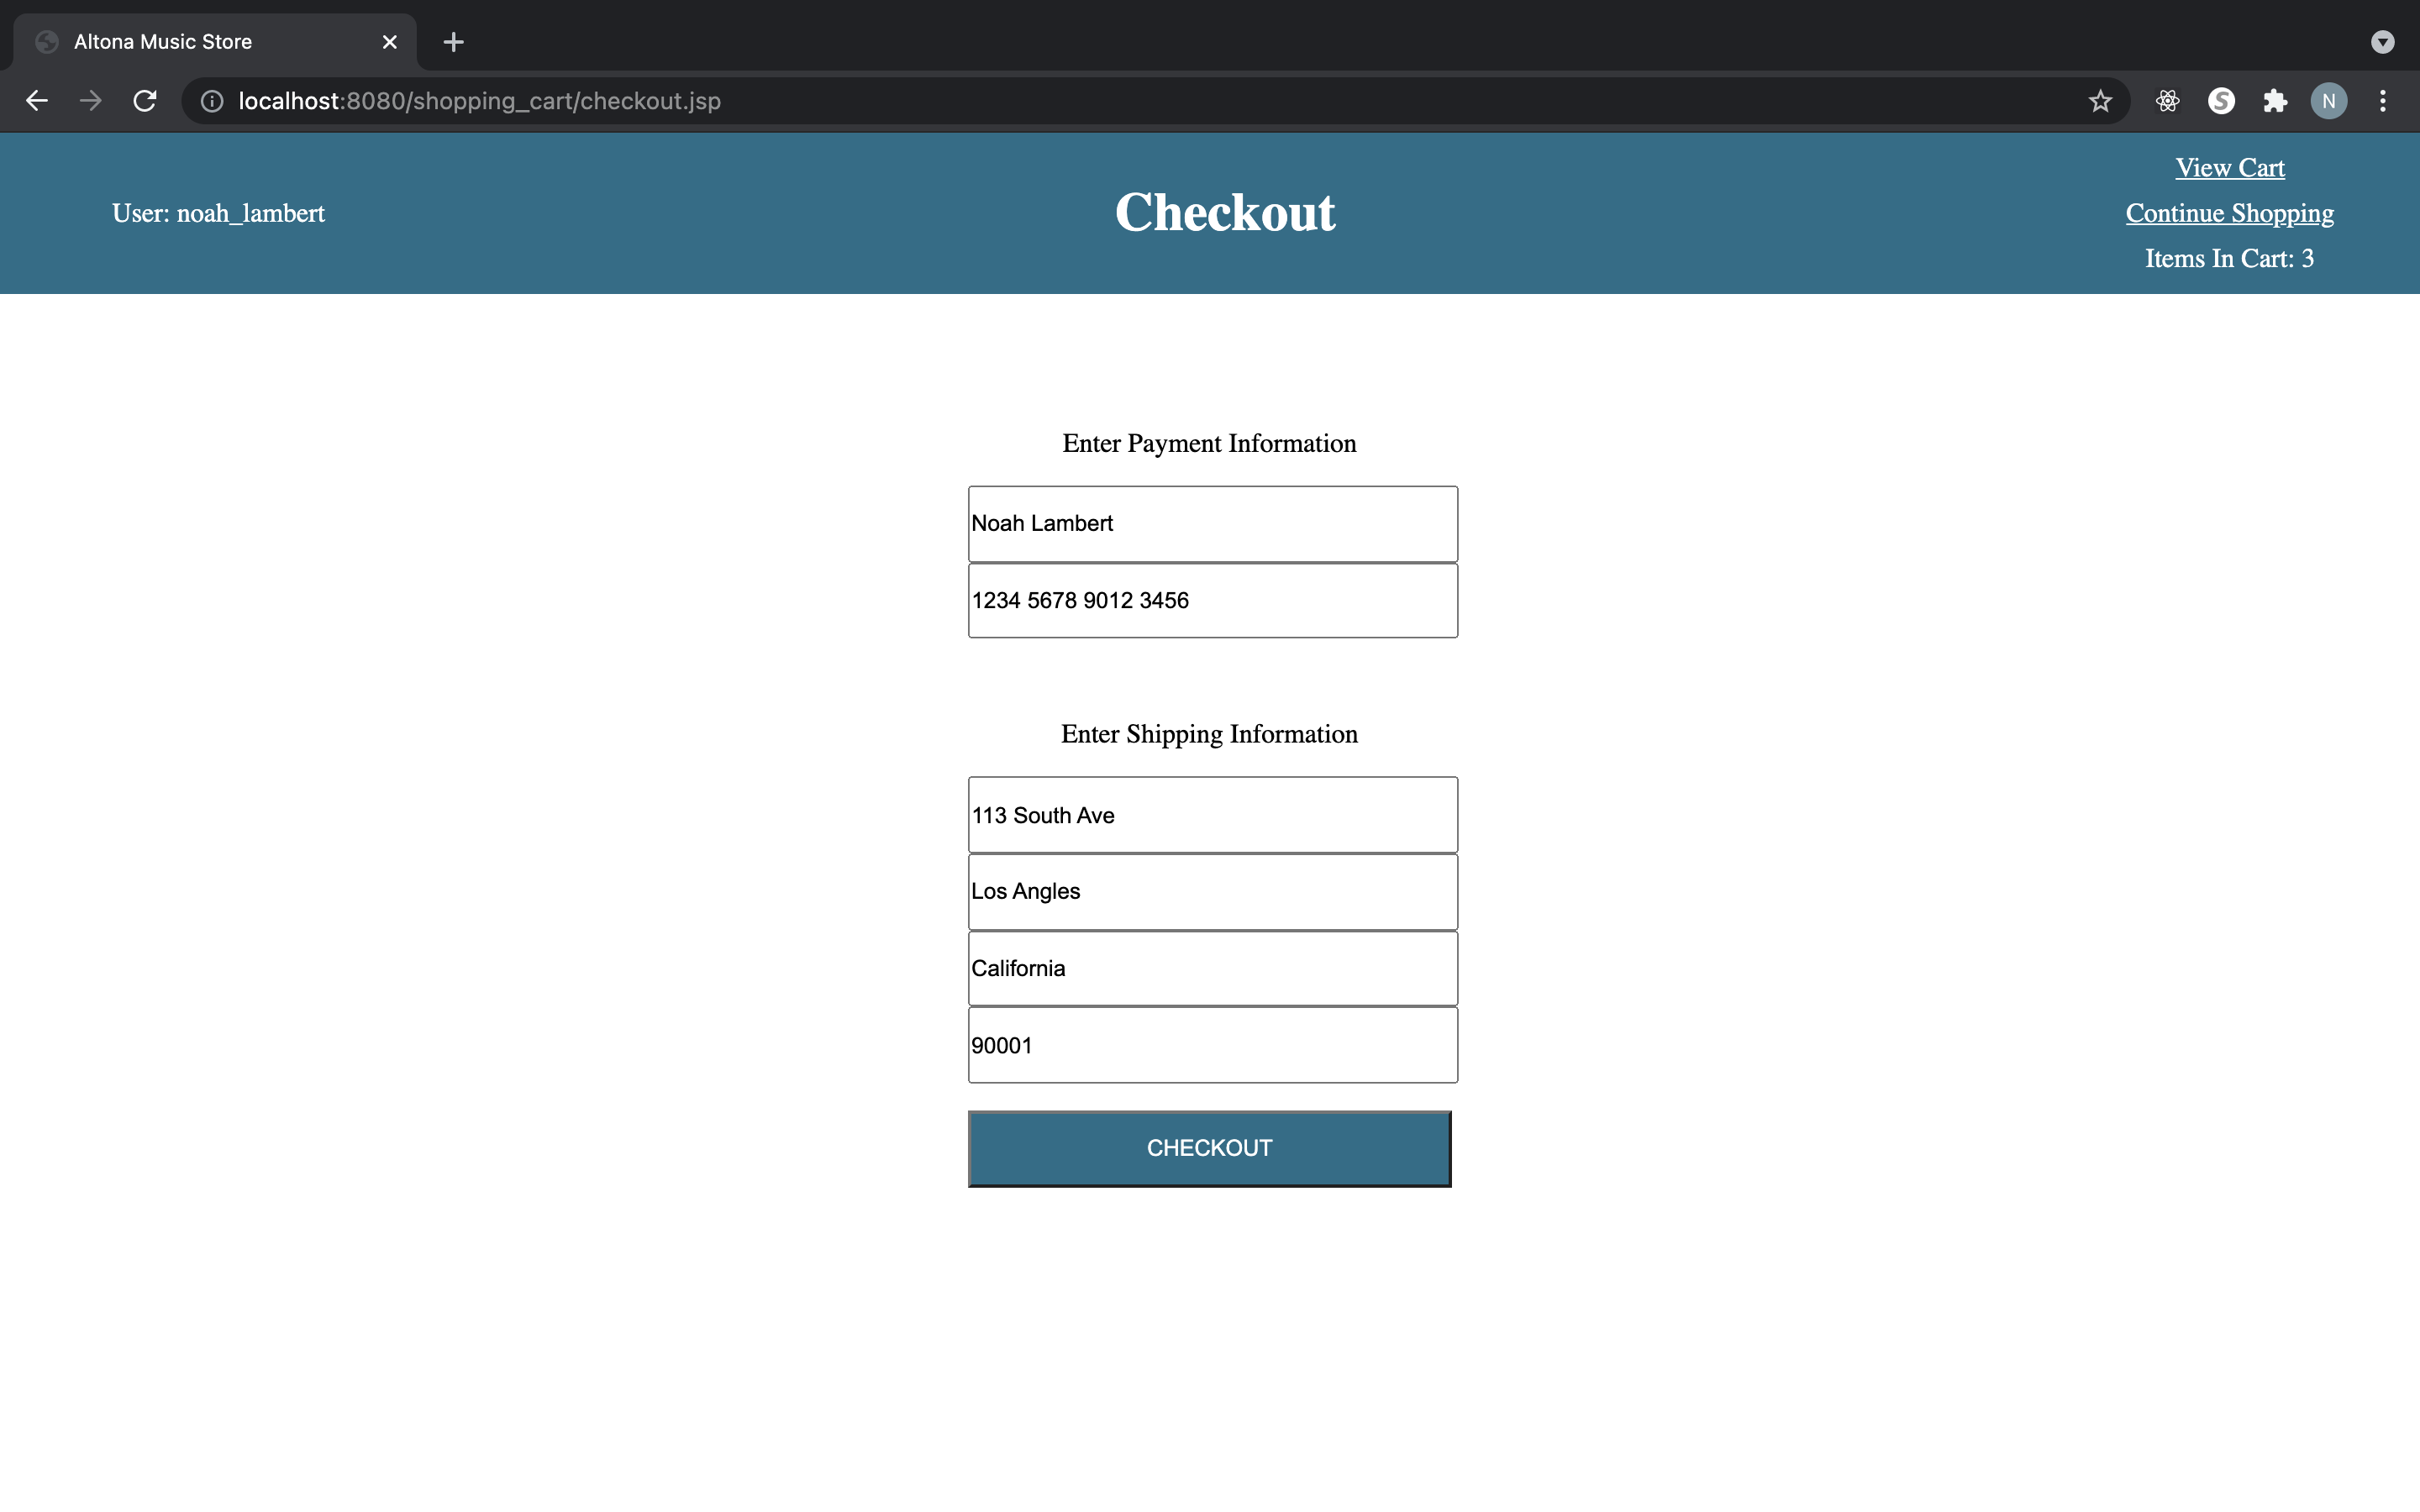 Altona Music Store
localhost:8080/shopping_cart/checkout.jsp
N
User: noah_lambert
Checkout
View Cart
Continue Shopping
Items In Cart: 3
Enter Payment Information
Noah Lambert
1234 5678 9012 3456
Enter Shipping Information
113 South Ave
Los Angles
California
90001
CHECKOUT